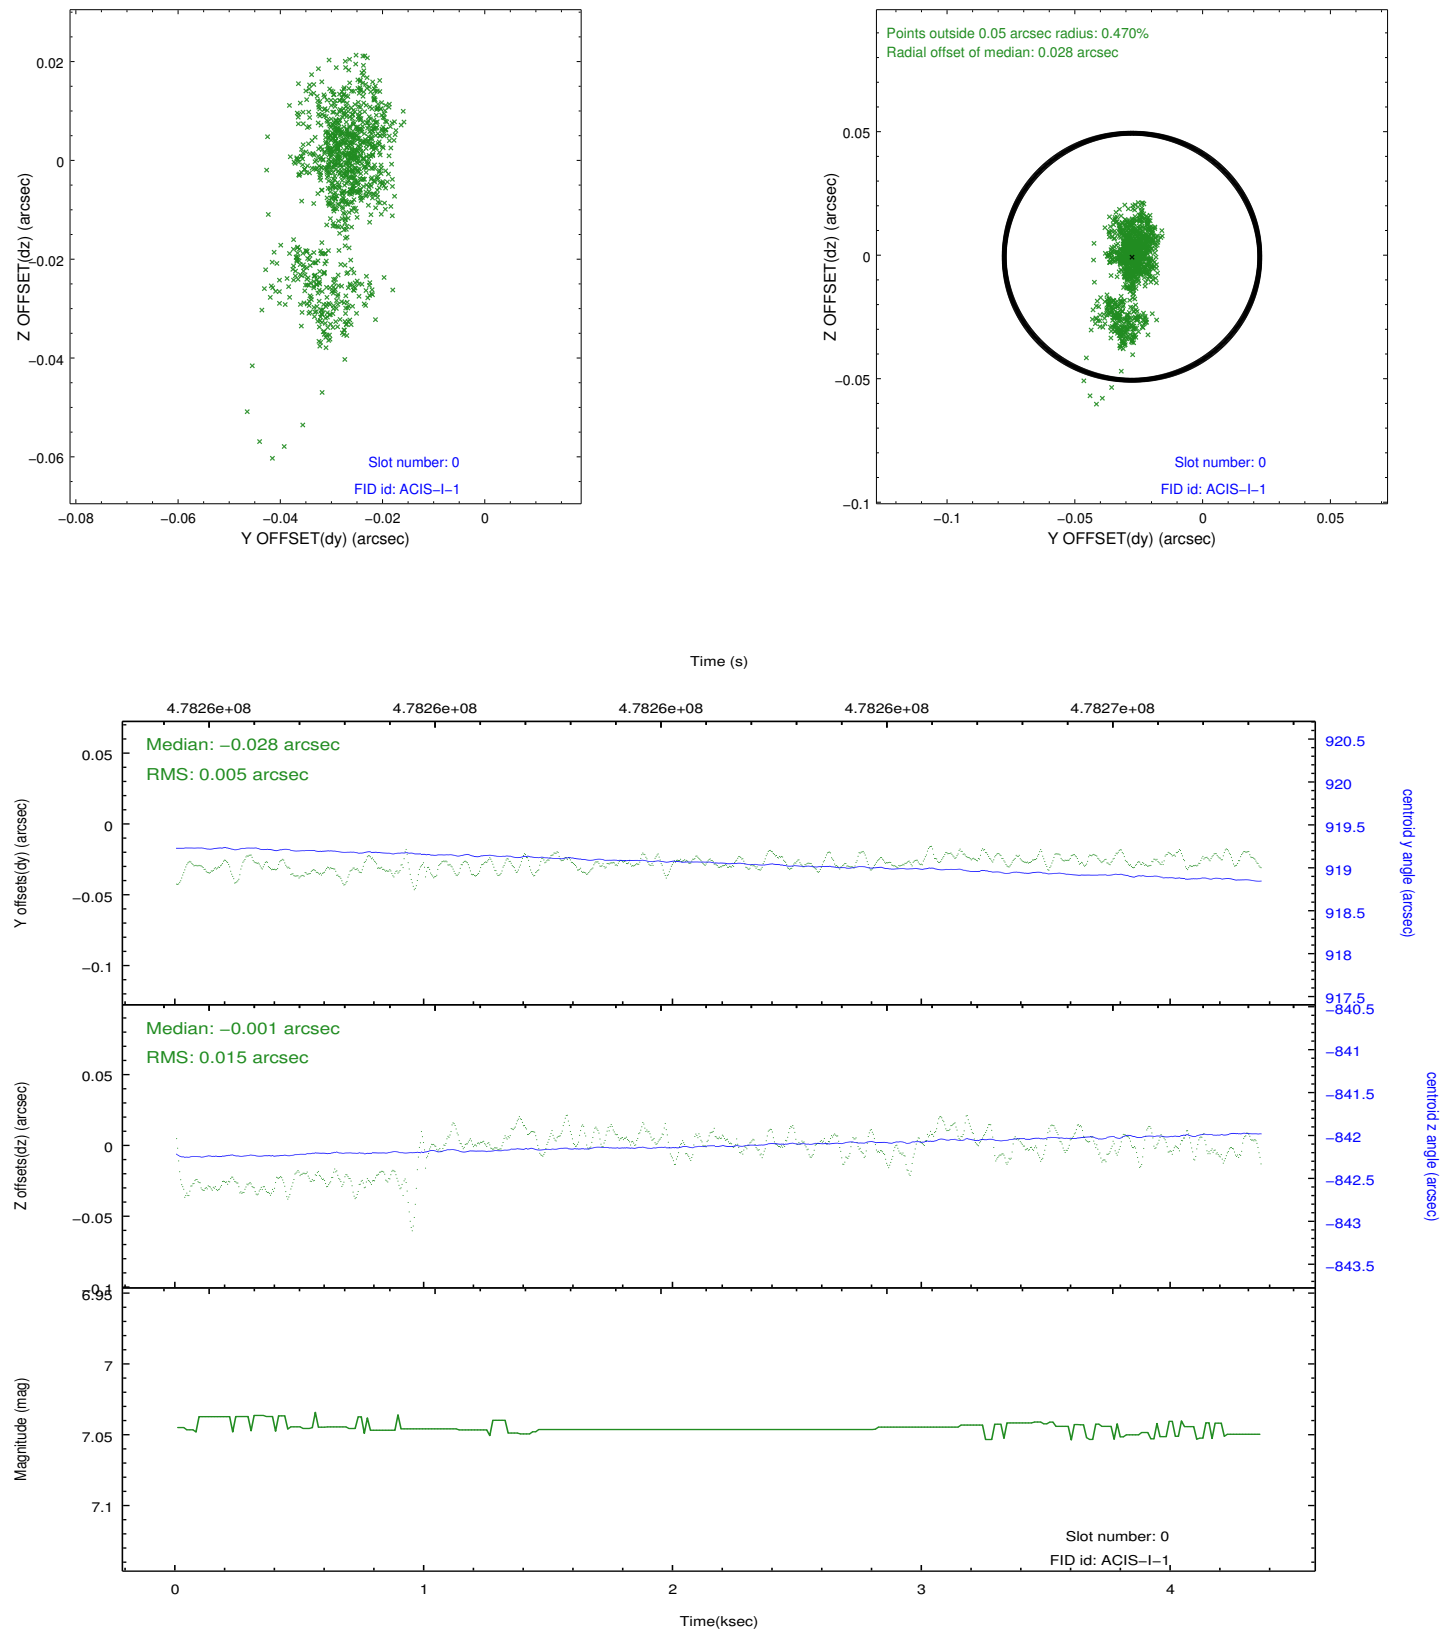 Points outside 0.05 arcsec radius: 0.470%
Radial offset of median: 0.028 arcsec
0.02
0
−0.02
−0.04
−0.06
Z OFFSET(dz) (arcsec)
Slot number: 0
FID id: ACIS−I−1
−0.08
−0.06
−0.04
−0.02
0
Y OFFSET(dy) (arcsec)
0.05
0
−0.05
−0.1
Z OFFSET(dz) (arcsec)
Slot number: 0
FID id: ACIS−I−1
−0.1
−0.05
0
0.05
Y OFFSET(dy) (arcsec)
Time (s)
4.7826e+08
4.7826e+08
4.7826e+08
4.7826e+08
4.7827e+08
Median: −0.028 arcsec
RMS: 0.005 arcsec
0.05
0
−0.05
−0.1
Y offsets(dy) (arcsec)
920.5
920
919.5
919
918.5
918
917.5
centroid y angle (arcsec)
Median: −0.001 arcsec
RMS: 0.015 arcsec
0.05
0
−0.05
−0.1
Z offsets(dz) (arcsec)
−840.5
−841
−841.5
−842
−842.5
−843
−843.5
centroid z angle (arcsec)
6.95
7
7.05
7.1
Magnitude (mag)
Slot number: 0
FID id: ACIS−I−1
0
1
2
3
4
Time(ksec)